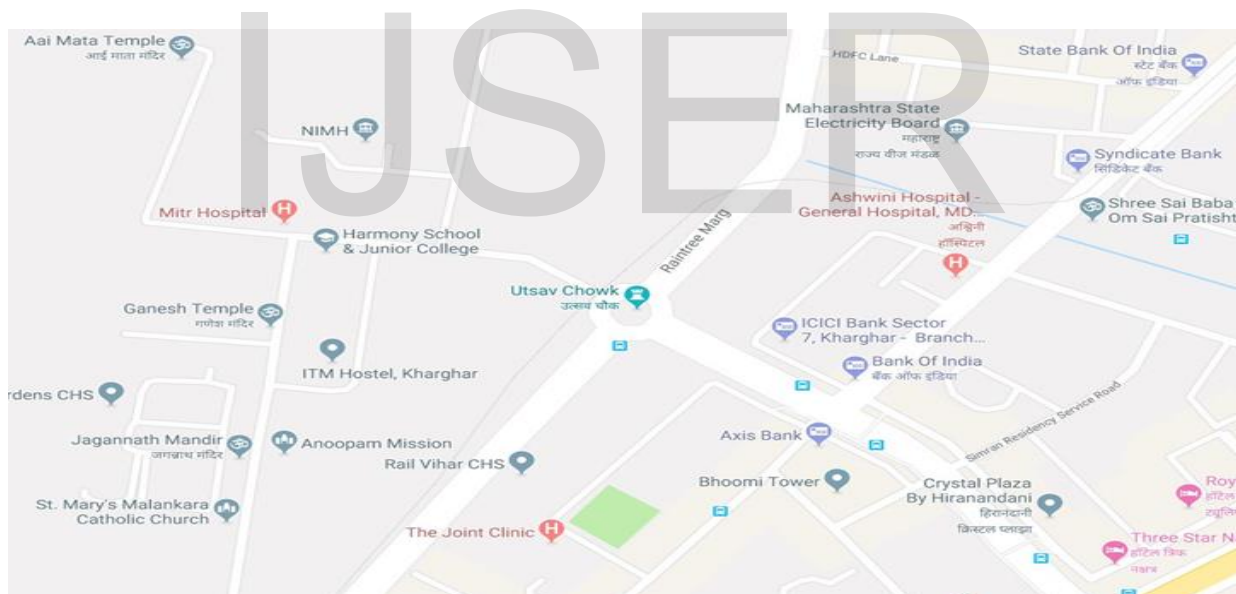 IJSER
Aai Mata Temple
आई माता मंदिर
HDFC Lane
State Bank Of India
स्टेट बँक
ऑफ इंडिया
NIMH
Maharashtra State
Electricity Board
महाराष्ट्र
राज्य वीज मंडळ
Syndicate Bank
सिंडिकेट बँक
Mitr Hospital
Ashwini Hospital -
General Hospital, MD...
अश्विनी
हॉस्पिटल
Shree Sai Baba
Om Sai Pratisht
Harmony School
& Junior College
Raintree Marg
Utsav Chowk
उत्सव चौक
Ganesh Temple
गणेश मंदिर
ICICI Bank Sector
7, Kharghar - Branch...
ITM Hostel, Kharghar
Bank Of India
बँक ऑफ इंडिया
rdens CHS
Simran Residency Service Road
Jagannath Mandir
जगन्नाथ मंदिर
Anoopam Mission
Axis Bank
Rail Vihar CHS
Bhoomi Tower
Crystal Plaza
By Hiranandani
हिरानंदानी
क्रिस्टल प्लाझा
Roy
हॉटेल
St. Mary's Malankara
Catholic Church
The Joint Clinic
Three Star N
हॉटेल त्रिक
नक्षत्र